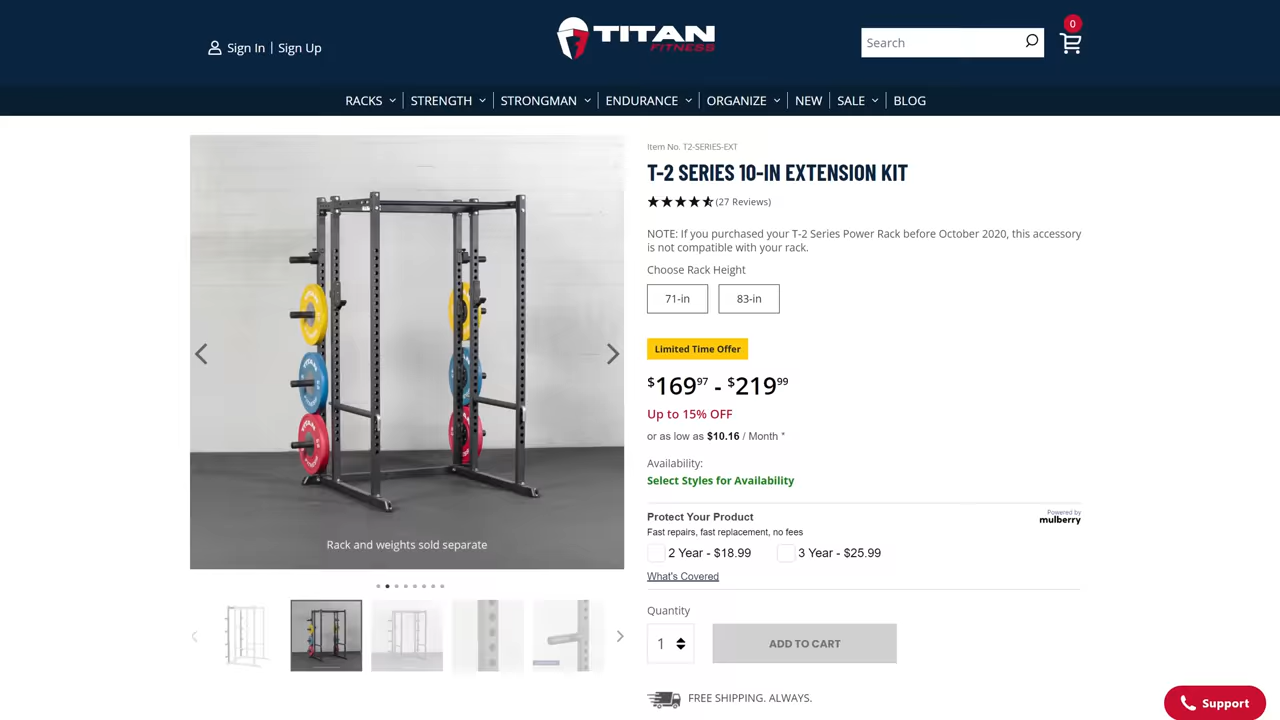 Sign In | Sign Up
TITAN
FITNESS
Search
0
RACKS
STRENGTH
STRONGMAN
ENDURANCE
ORGANIZE
NEW
SALE
BLOG
Item No. T2-SERIES-EXT
T-2 SERIES 10-IN EXTENSION KIT
(27 Reviews)
NOTE: If you purchased your T-2 Series Power Rack before October 2020, this accessory
is not compatible with your rack.
Choose Rack Height
71-in
83-in
Limited Time Offer
$169.97 - $219.99
Up to 15% OFF
or as low as $10.16 / Month *
Availability:
Select Styles for Availability
Protect Your Product
Powered by
mulberry
Fast repairs, fast replacement, no fees
2 Year - $18.99
3 Year - $25.99
What's Covered
Quantity
1
ADD TO CART
FREE SHIPPING. ALWAYS.
Support
TITAN
Rack and weights sold separate